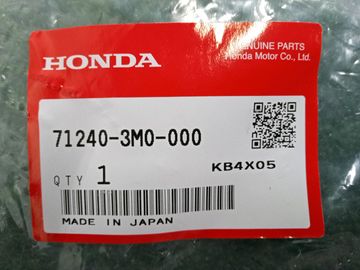 HONDA
GENUINE PARTS
Honda Motor Co., Ltd.
71240-3M0-000
KB4X05
QTY 1
MADE IN JAPAN